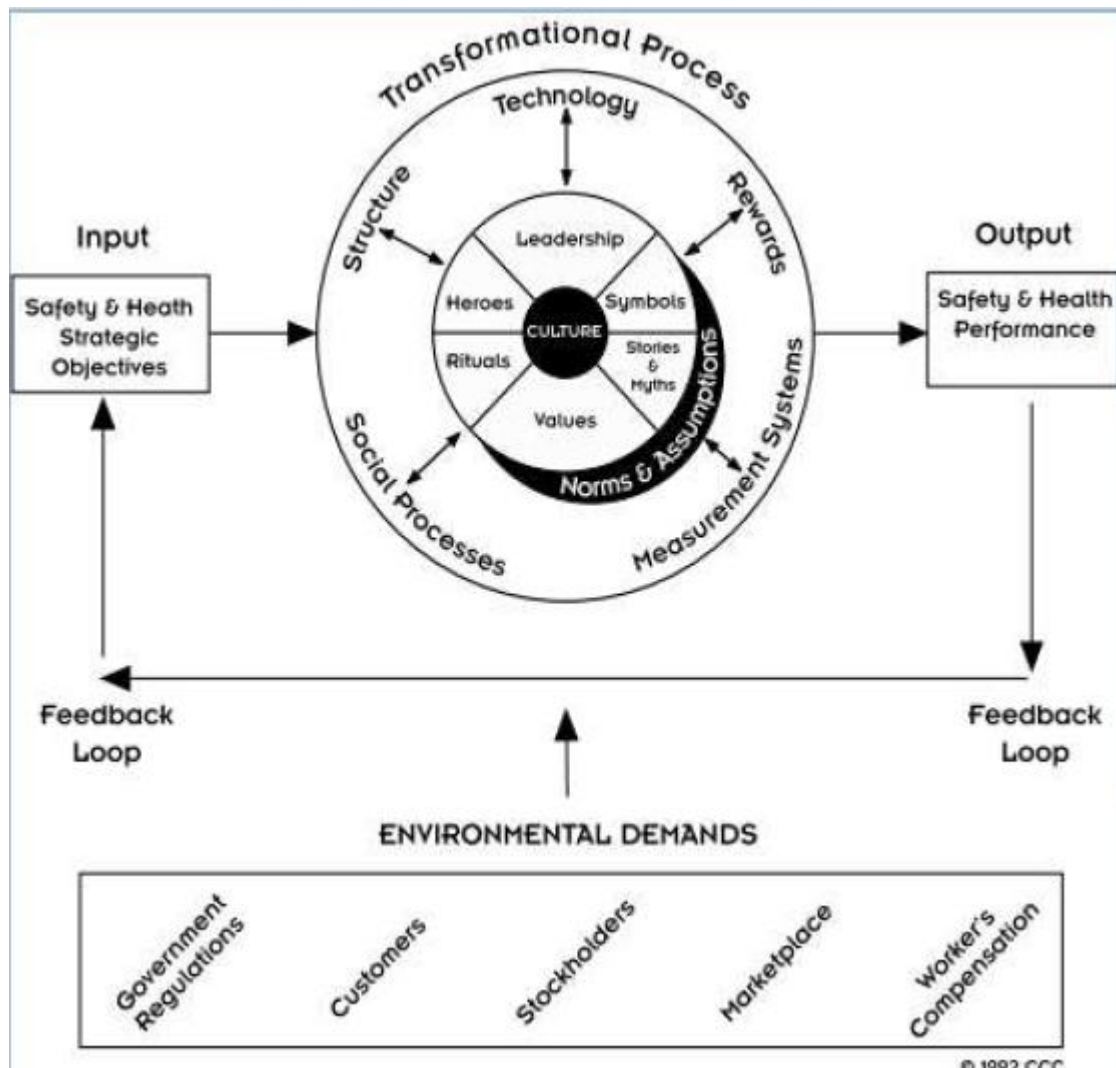 Transformational Process
Technology
Structure
Rewards
Input
Output
Safety & Heath
Strategic
Objectives
Leadership
Heroes
Symbols
CULTURE
Rituals
Stories
&
Myths
Values
Norms & Assumptions
Safety & Health
Performance
Social Processes
Measurement Systems
Feedback
Loop
Feedback
Loop
ENVIRONMENTAL DEMANDS
Government
Regulations
Customers
Stockholders
Marketplace
Worker's
Compensation
© 1992 CCC